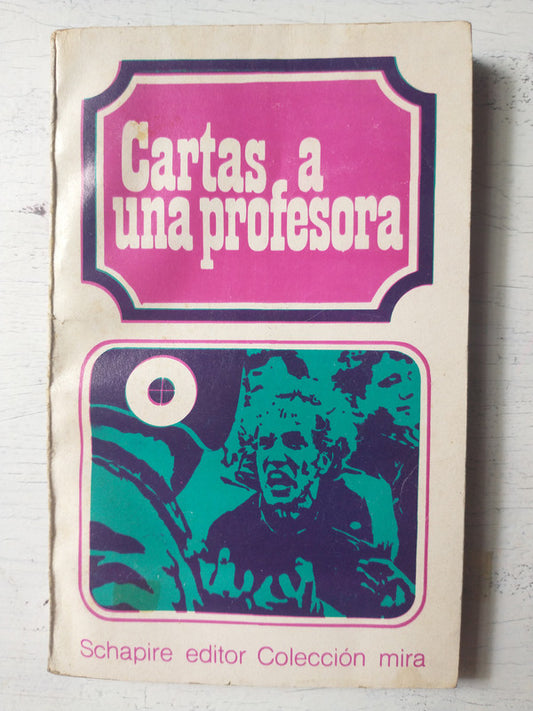 Cartas a
una profesora
Schapire editor Colección mira